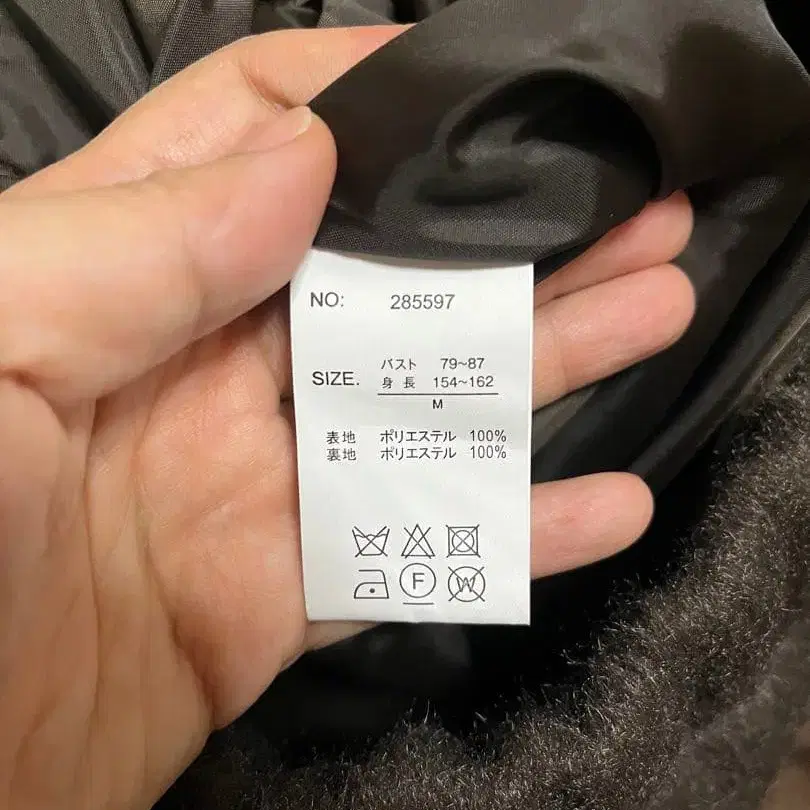 NO: 285597
SIZE. バスト 79~87
身長 154~162
M
表地 ポリエステル 100%
裏地 ポリエステル 100%
F W